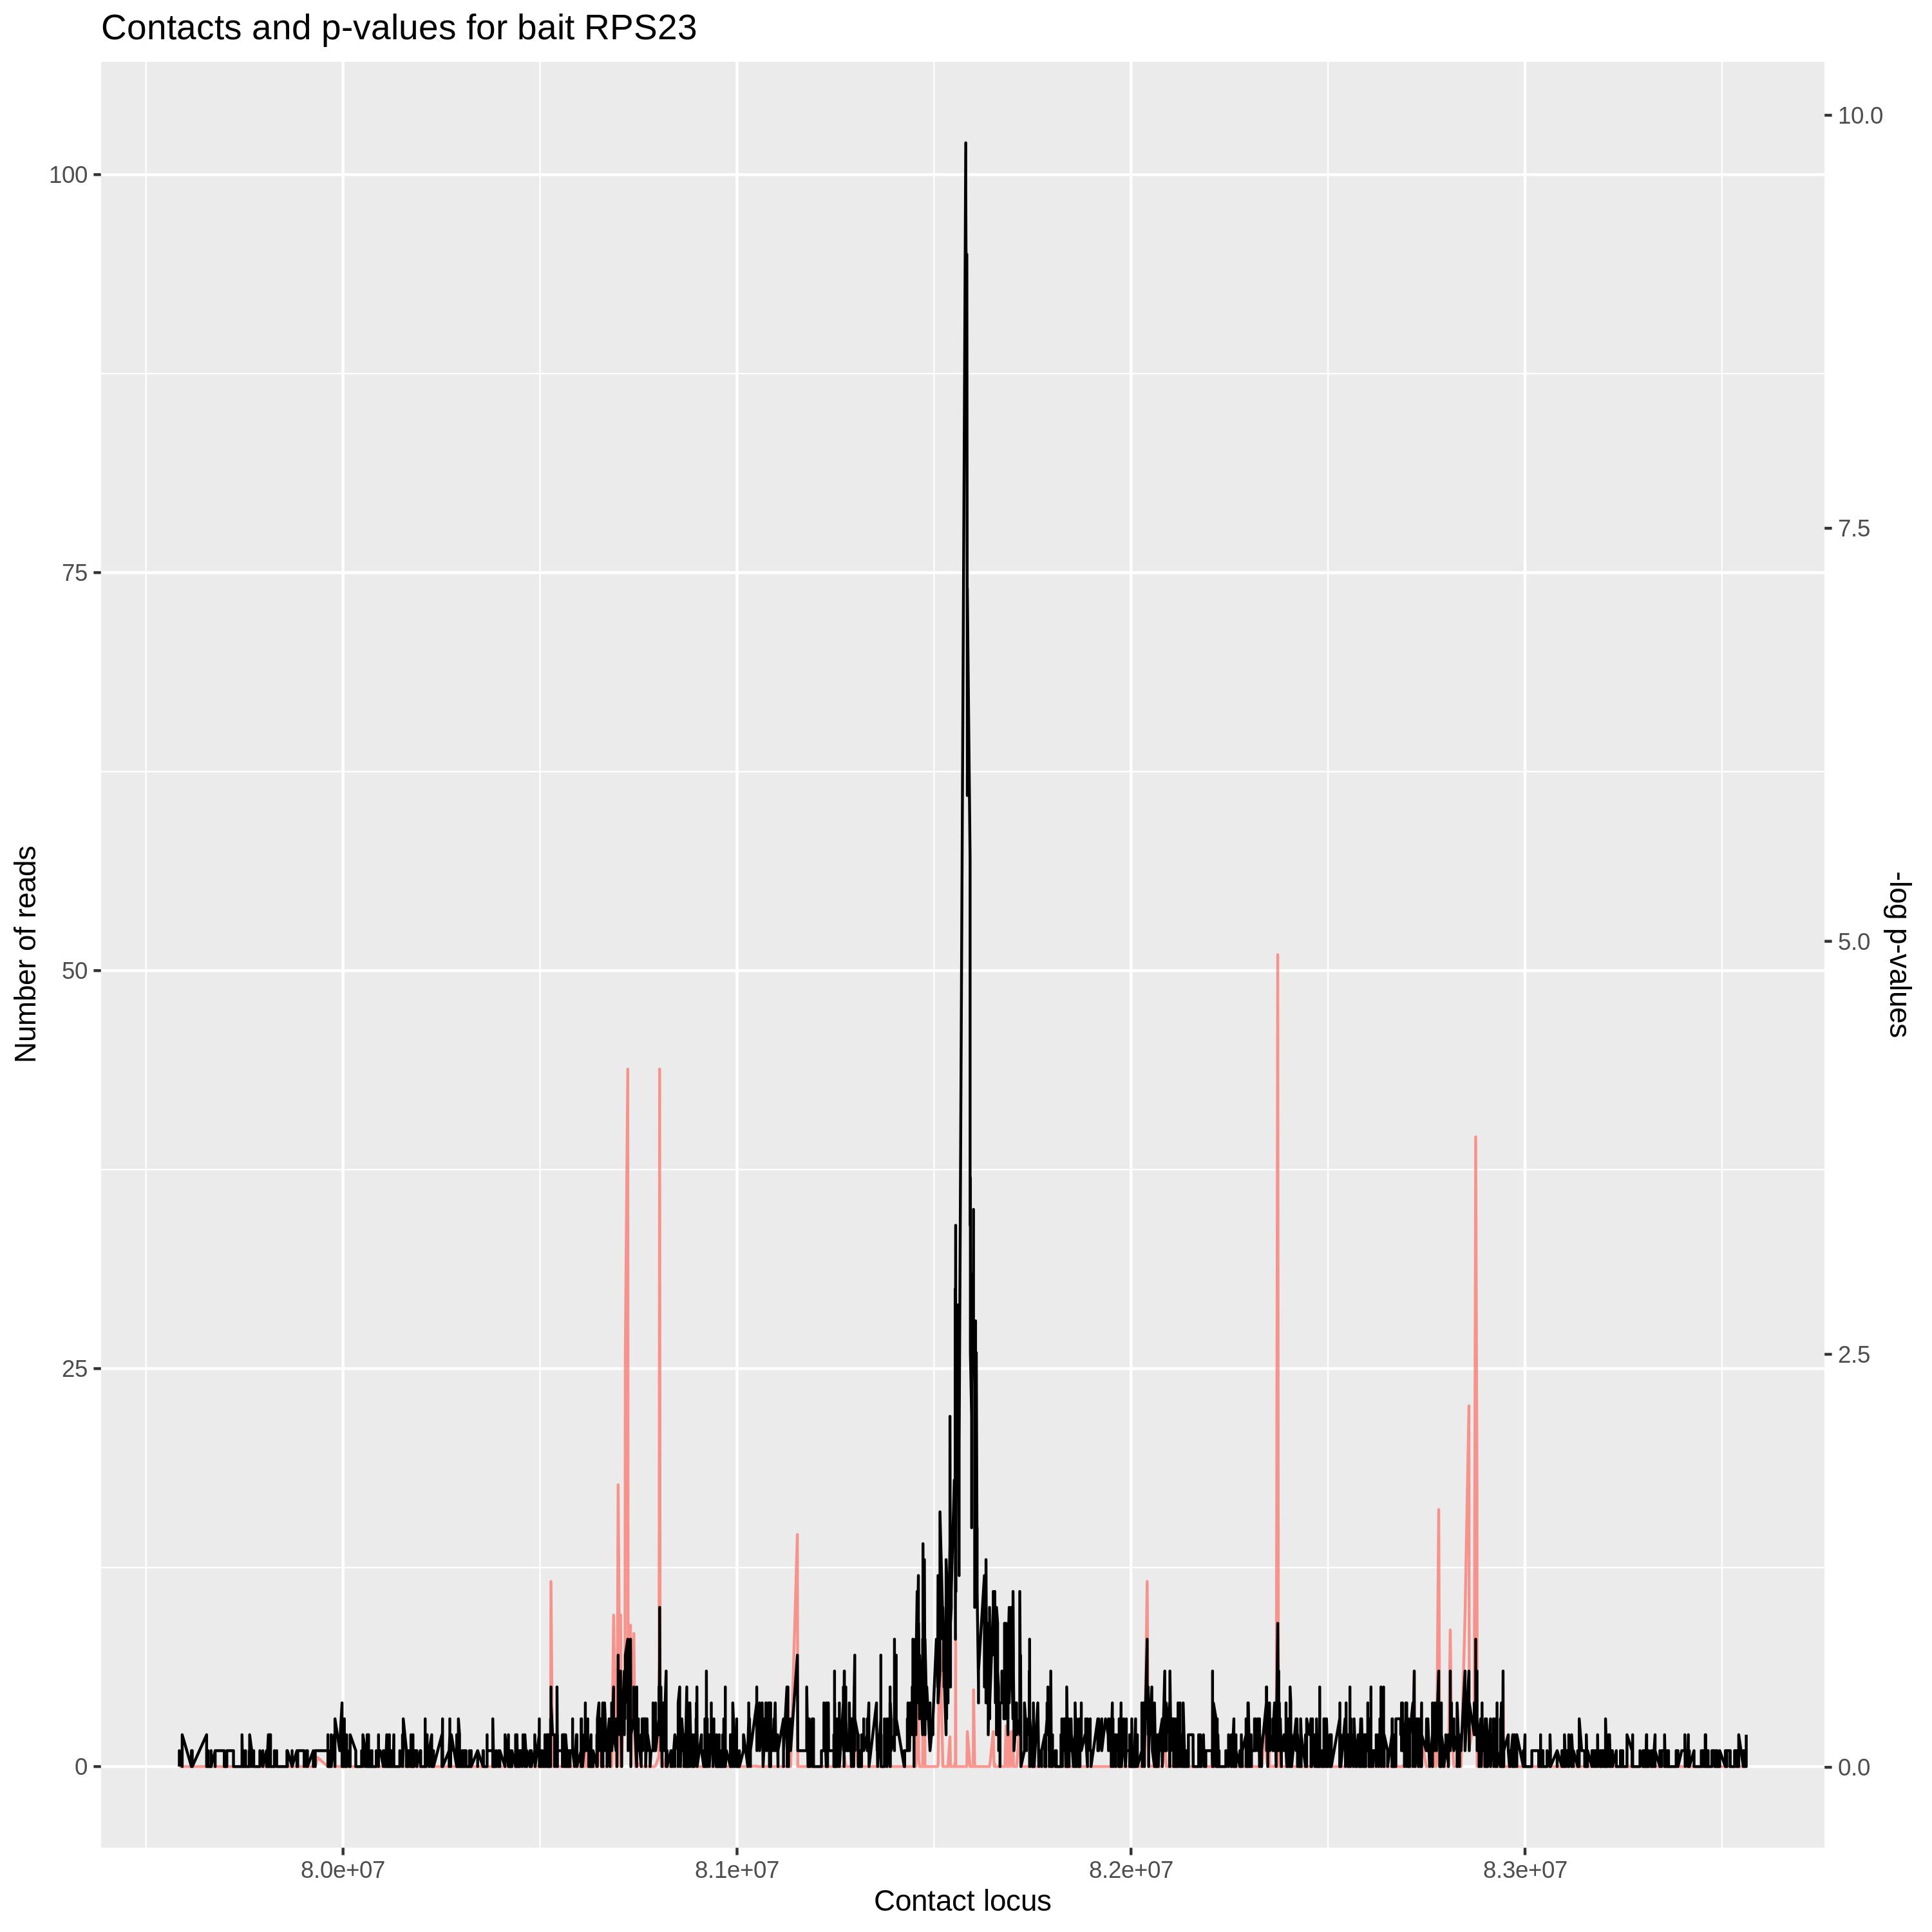 Contacts and p-values for bait RPS23
100
75
50
25
0
Number of reads
10.0
7.5
5.0
2.5
0.0
-log p-values
8.0e+07
8.1e+07
8.2e+07
8.3e+07
Contact locus